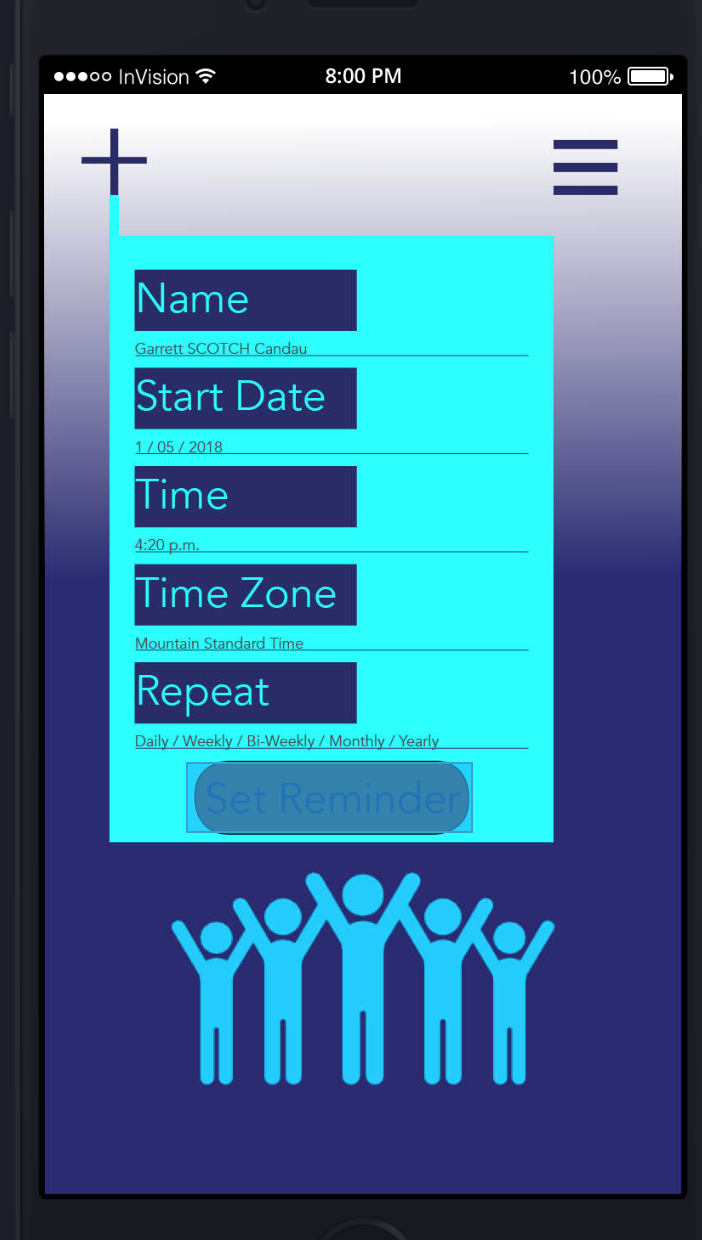 InVision 8:00 PM 100%
Name
Garrett SCOTCH Candau
Start Date
1 / 05 / 2018
Time
4:20 p.m.
Time Zone
Mountain Standard Time
Repeat
Daily / Weekly / Bi-Weekly / Monthly / Yearly
Set Reminder